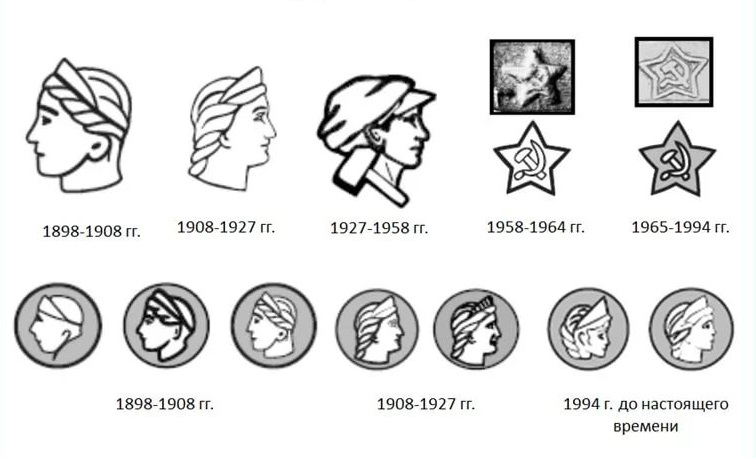 1898-1908 гг.
1908-1927 гг.
1927-1958 гг.
1958-1964 гг.
1965-1994 гг.
1898-1908 гг.
1908-1927 гг.
1994 г. до настоящего
времени